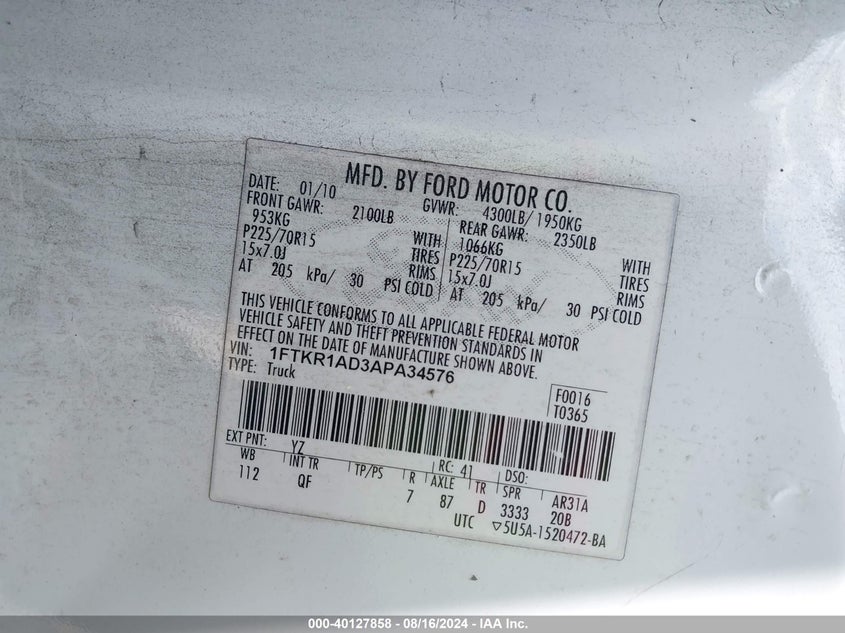 MFD. BY FORD MOTOR CO.
DATE: 01/10 GVWR: 4300LB/ 1950KG
FRONT GAWR: 2100LB REAR GAWR: 2350LB
953KG WITH 1066KG WITH
P225/70R15 TIRES P225/70R15 TIRES
15x7.0J RIMS 15x7.0J RIMS
AT 205 kPa/ 30 PSI COLD AT 205 kPa/ 30 PSI COLD
THIS VEHICLE CONFORMS TO ALL APPLICABLE FEDERAL MOTOR
VEHICLE SAFETY AND THEFT PREVENTION STANDARDS IN
EFFECT ON THE DATE OF MANUFACTURE SHOWN ABOVE.
VIN: 1FTKR1AD3APA34576
TYPE: Truck
F0016
T0365
EXT PNT: YZ RC: 41 DSO:
WB INT TR TP/PS R AXLE TR SPR AR31A
112 QF 7 87 D 3333 20B
UTC ▽5U5A-1520472-BA
000-40127858 - 08/16/2024 - IAA Inc.